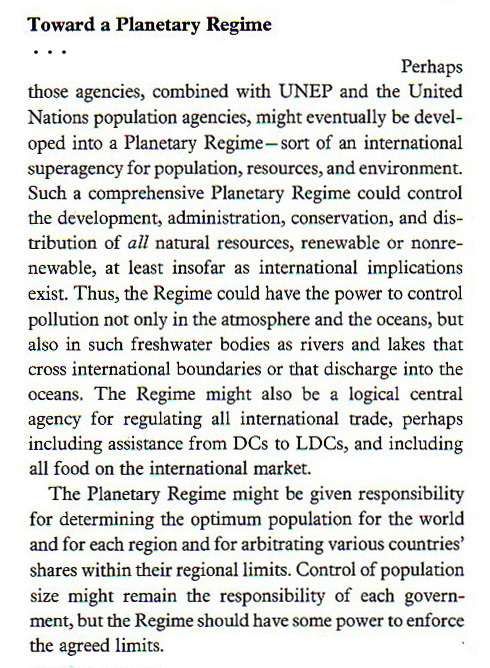 Toward a Planetary Regime
. . .
Perhaps
those agencies, combined with UNEP and the United
Nations population agencies, might eventually be devel-
oped into a Planetary Regime—sort of an international
superagency for population, resources, and environment.
Such a comprehensive Planetary Regime could control
the development, administration, conservation, and dis-
tribution of all natural resources, renewable or nonre-
newable, at least insofar as international implications
exist. Thus, the Regime could have the power to control
pollution not only in the atmosphere and the oceans, but
also in such freshwater bodies as rivers and lakes that
cross international boundaries or that discharge into the
oceans. The Regime might also be a logical central
agency for regulating all international trade, perhaps
including assistance from DCs to LDCs, and including
all food on the international market.
The Planetary Regime might be given responsibility
for determining the optimum population for the world
and for each region and for arbitrating various countries’
shares within their regional limits. Control of population
size might remain the responsibility of each govern-
ment, but the Regime should have some power to enforce
the agreed limits.